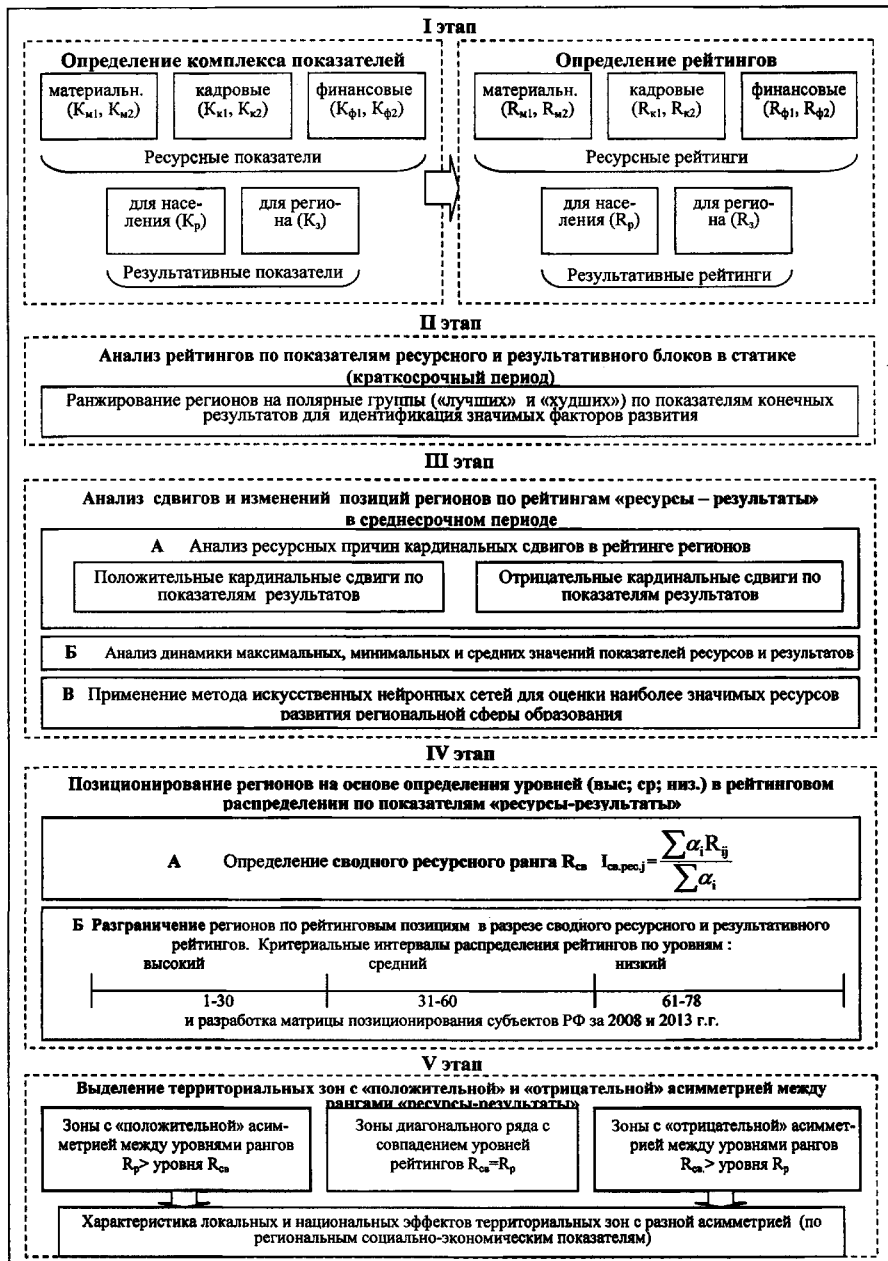 I этап
Определение комплекса показателей
материальн.
(Kм1, Kм2)
кадровые
(Kк1, Kк2)
финансовые
(Kф1, Kф2)
Ресурсные показатели
для насе-
ления (Kр)
для регио-
на (Kз)
Результативные показатели
Определение рейтингов
материальн.
(Rм1, Rм2)
кадровые
(Rк1, Rк2)
финансовые
(Rф1, Rф2)
Ресурсные рейтинги
для насе-
ления (Rр)
для регио-
на (Rз)
Результативные рейтинги
II этап
Анализ рейтингов по показателям ресурсного и результативного блоков в статике
(краткосрочный период)
Ранжирование регионов на полярные группы («лучших» и «худших») по показателям конечных
результатов для идентификация значимых факторов развития
III этап
Анализ сдвигов и изменений позиций регионов по рейтингам «ресурсы – результаты»
в среднесрочном периоде
А Анализ ресурсных причин кардинальных сдвигов в рейтинге регионов
Положительные кардинальные сдвиги по
показателям результатов
Отрицательные кардинальные сдвиги по
показателям результатов
Б Анализ динамики максимальных, минимальных и средних значений показателей ресурсов и результатов
В Применение метода искусственных нейронных сетей для оценки наиболее значимых ресурсов
развития региональной сферы образования
IV этап
Позиционирование регионов на основе определения уровней (выс; ср; низ.) в рейтинговом
распределении по показателям «ресурсы-результаты»
А Определение сводного ресурсного ранга Rсв Iсв.рес.j = ∑αiRij / ∑αi
Б Разграничение регионов по рейтинговым позициям в разрезе сводного ресурсного и результативного
рейтингов. Критериальные интервалы распределения рейтингов по уровням :
высокий средний низкий
1-30 31-60 61-78
и разработка матрицы позиционирования субъектов РФ за 2008 и 2013 г.г.
V этап
Выделение территориальных зон с «положительной» и «отрицательной» асимметрией между
рангами «ресурсы-результаты»
Зоны с «положительной» асим-
метрией между уровнями рангов
Rр> уровня Rсв
Зоны диагонального ряда с
совпадением уровней
рейтингов Rсв=Rр
Зоны с «отрицательной» асиммет-
рией между уровнями рангов
Rсв.> уровня Rр
Характеристика локальных и национальных эффектов территориальных зон с разной асимметрией (по
региональным социально-экономическим показателям)